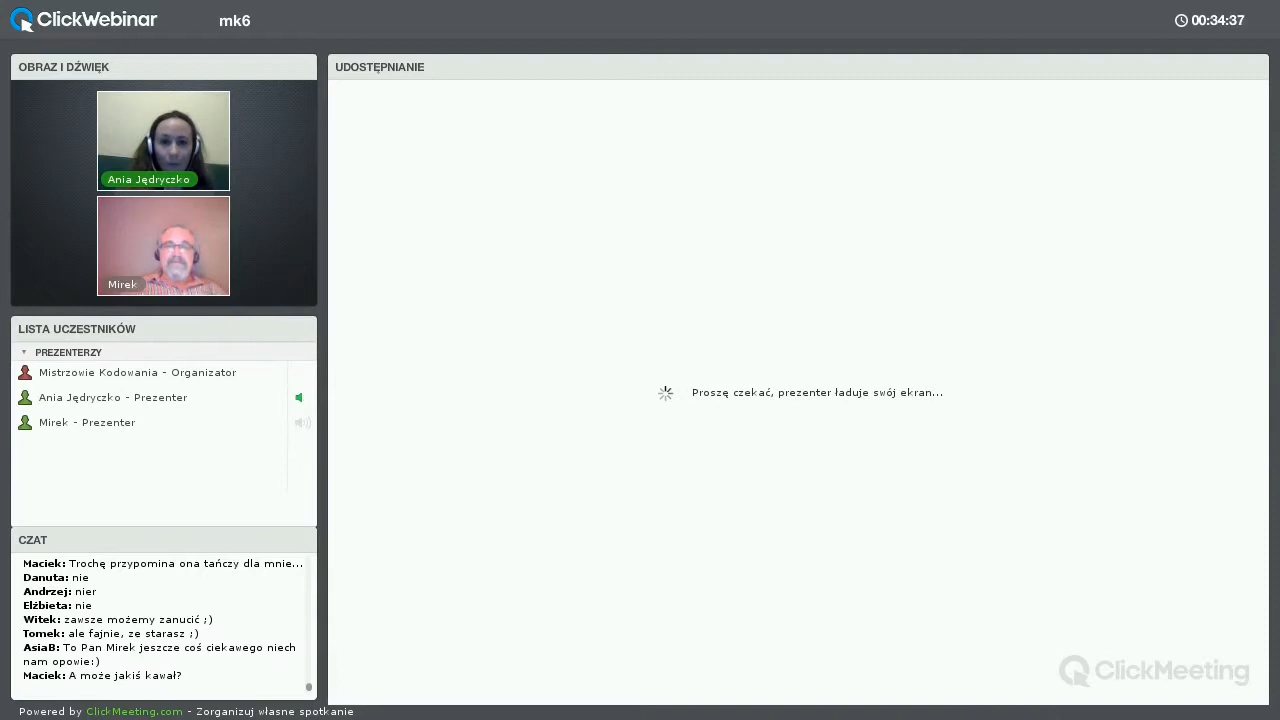 ClickWebinar
mk6
00:34:37
OBRAZ I DŹWIĘK
Ania Jędryczko
Mirek
LISTA UCZESTNIKÓW
PREZENTERZY
Mistrzowie Kodowania - Organizator
Ania Jędryczko - Prezenter
Mirek - Prezenter
CZAT
Maciek: Trochę przypomina ona tańczy dla mnie...
Danuta: nie
Andrzej: nier
Elżbieta: nie
Witek: zawsze możemy zanucić ;)
Tomek: ale fajnie, ze starasz ;)
AsiaB: To Pan Mirek jeszcze coś ciekawego niech
nam opowie:)
Maciek: A może jakiś kawał?
UDOSTĘPNIANIE
Proszę czekać, prezenter ładuje swój ekran...
ClickMeeting
Powered by ClickMeeting.com - Zorganizuj własne spotkanie